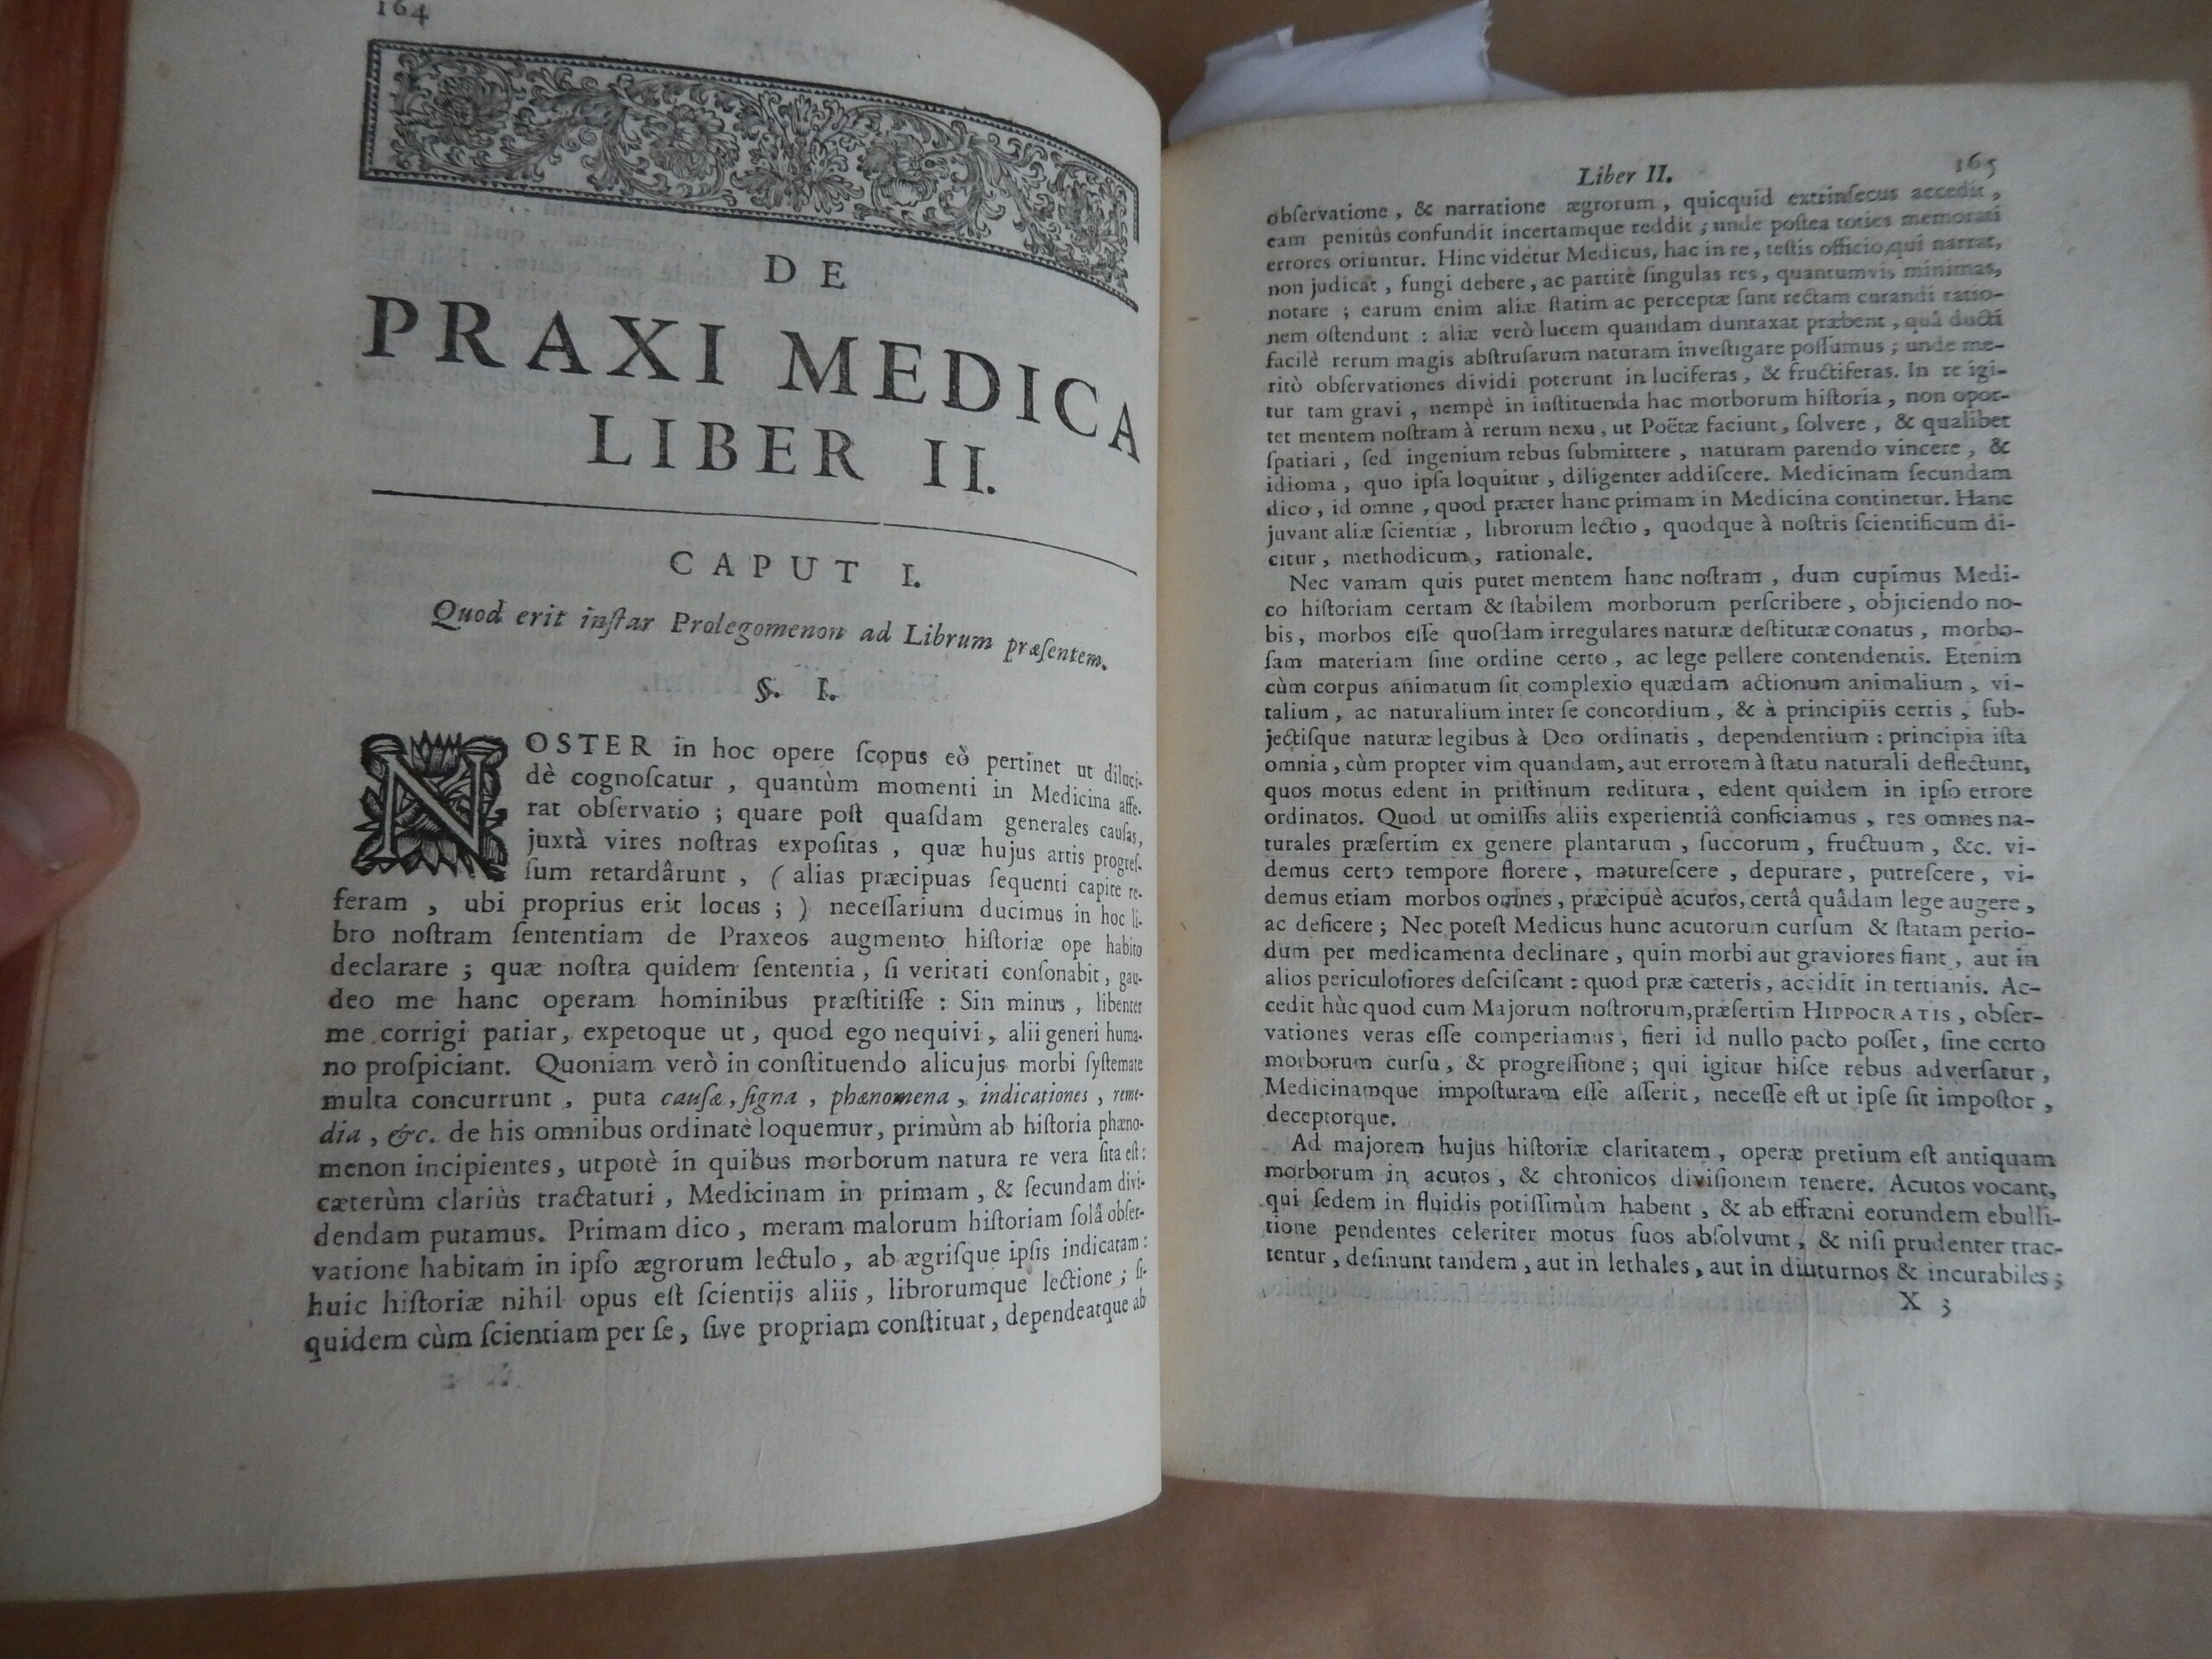 164
DE
PRAXI MEDICA
LIBER II.
CAPUT I.
Quod erit inſtar Prolegomenon ad Librum præſentem.
§. I.
NOSTER in hoc opere ſcopus eò pertinet ut diluci-
dè cognoſcatur , quantùm momenti in Medicina affe-
rat obſervatio ; quare poſt quaſdam generales cauſas,
juxtà vires noſtras expoſitas , quæ hujus artis progreſ-
ſum retardârunt , ( alias præcipuas ſequenti capite re-
feram , ubi proprius erit locus ; ) neceſſarium ducimus in hoc li-
bro noſtram ſententiam de Praxeos augmento hiſtoriæ ope habito
declarare ; quæ noſtra quidem ſententia , ſi veritati conſonabit , gau-
deo me hanc operam hominibus præſtitiſſe : Sin minus , libenter
me corrigi patiar, expetoque ut , quod ego nequivi , alii generi huma-
no proſpiciant. Quoniam verò in conſtituendo alicujus morbi ſyſtemate
multa concurrunt , puta cauſæ, ſigna , phænomena , indicationes , reme-
dia , &c. de his omnibus ordinatè loquemur, primùm ab hiſtoria phæno-
menon incipientes , utpotè in quibus morborum natura re vera ſita eſt :
cæterùm clariùs tractaturi , Medicinam in primam , & ſecundam divi-
dendam putamus. Primam dico , meram malorum hiſtoriam ſolâ obſer-
vatione habitam in ipſo ægrorum lectulo , ab ægriſque ipſis indicatam :
huic hiſtoriæ nihil opus eſt ſcientijs aliis , librorumque lectione ; ſi-
quidem cùm ſcientiam per ſe , ſive propriam conſtituat , dependeatque ab
Liber II. 165
obſervatione , & narratione ægrorum , quicquid extrinſecus accedit ,
eam penitùs confundit incertamque reddit ; unde poſtea toties memorati
errores oriuntur. Hinc videtur Medicus, hac in re , teſtis officio,qui narrat,
non judicat , fungi debere , ac partitè ſingulas res , quantumvis minimas,
notare ; earum enim aliæ ſtatim ac perceptæ ſunt rectam curandi ratio-
nem oſtendunt : aliæ verò lucem quandam duntaxat præbent , quâ ducti
facilè rerum magis abſtruſarum naturam inveſtigare poſſumus ; unde me-
ritò obſervationes dividi poterunt in luciferas , & fructiferas. In re igi-
tur tam gravi , nempè in inſtituenda hac morborum hiſtoria , non opor-
tet mentem noſtram à rerum nexu , ut Poëtæ faciunt , ſolvere , & qualibet
ſpatiari , ſed ingenium rebus ſubmittere , naturam parendo vincere , &
idioma , quo ipſa loquitur , diligenter addiſcere. Medicinam ſecundam
dico , id omne , quod præter hanc primam in Medicina continetur. Hanc
juvant aliæ ſcientiæ , librorum lectio , quodque à noſtris ſcientificum di-
citur , methodicum , rationale.
Nec vanam quis putet mentem hanc noſtram , dum cupimus Medi-
co hiſtoriam certam & ſtabilem morborum perſcribere , objiciendo no-
bis , morbos eſſe quoſdam irregulares naturæ deſtitutæ conatus , morbo-
ſam materiam ſine ordine certo , ac lege pellere contendentis. Etenim
cùm corpus animatum ſit complexio quædam actionum animalium , vi-
talium , ac naturalium inter ſe concordium , & à principiis certis , ſub-
jectiſque naturæ legibus à Deo ordinatis , dependentium : principia iſta
omnia , cùm propter vim quandam, aut errorem à ſtatu naturali deflectunt,
quos motus edent in priſtinum reditura , edent quidem in ipſo errore
ordinatos. Quod ut omiſſis aliis experientiâ conficiamus , res omnes na-
turales præſertim ex genere plantarum , ſuccorum , fructuum , &c. vi-
demus certo tempore florere , matureſcere , depurare , putreſcere , vi-
demus etiam morbos omnes , præcipuè acutos, certâ quâdam lege augere ,
ac deficere ; Nec poteſt Medicus hunc acutorum curſum & ſtatam perio-
dum per medicamenta declinare , quin morbi aut graviores fiant , aut in
alios periculoſiores deſciſcant : quod præ cæteris , accidit in tertianis. Ac-
cedit hùc quod cum Majorum noſtrorum,præſertim HIPPOCRATIS , obſer-
vationes veras eſſe comperiamus , fieri id nullo pacto poſſet , ſine certo
morborum curſu , & progreſſione ; qui igitur hiſce rebus adverſatur ,
Medicinamque impoſturam eſſe aſſerit , neceſſe eſt ut ipſe ſit impoſtor ,
deceptorque.
Ad majorem hujus hiſtoriæ claritatem , operæ pretium eſt antiquam
morborum in acutos , & chronicos diviſionem tenere. Acutos vocant,
qui ſedem in fluidis potiſſimùm habent , & ab effræni eorundem ebulli-
tione pendentes celeriter motus ſuos abſolvunt , & niſi prudenter trac-
tentur , deſinunt tandem , aut in lethales , aut in diuturnos & incurabiles ;
X 3